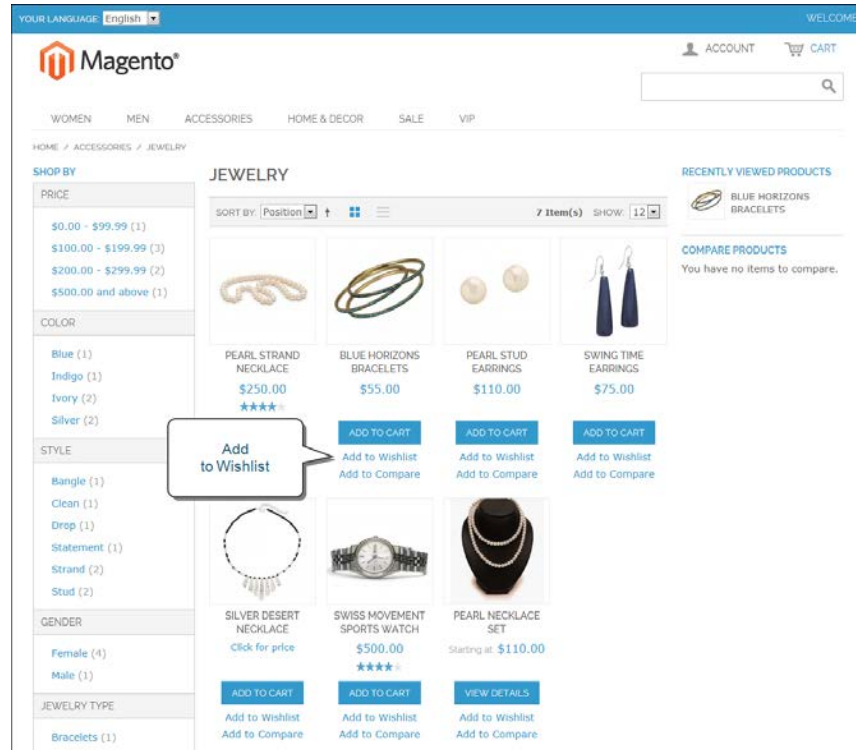 YOUR LANGUAGE: English
WELCOME
Magento®
ACCOUNT
CART
WOMEN MEN ACCESSORIES HOME & DECOR SALE VIP
HOME / ACCESSORIES / JEWELRY
SHOP BY
PRICE
$0.00 - $99.99 (1)
$100.00 - $199.99 (3)
$200.00 - $299.99 (2)
$500.00 and above (1)
COLOR
Blue (1)
Indigo (1)
Ivory (2)
Silver (2)
STYLE
Bangle (1)
Clean (1)
Drop (1)
Statement (1)
Strand (2)
Stud (2)
GENDER
Female (4)
Male (1)
JEWELRY TYPE
Bracelets (1)
JEWELRY
SORT BY: Position
7 Item(s) SHOW: 12
PEARL STRAND
NECKLACE
$250.00
BLUE HORIZONS
BRACELETS
$55.00
ADD TO CART
Add to Wishlist
Add to Compare
PEARL STUD
EARRINGS
$110.00
ADD TO CART
Add to Wishlist
Add to Compare
SWING TIME
EARRINGS
$75.00
ADD TO CART
Add to Wishlist
Add to Compare
Add
to Wishlist
SILVER DESERT
NECKLACE
Click for price
ADD TO CART
Add to Wishlist
Add to Compare
SWISS MOVEMENT
SPORTS WATCH
$500.00
ADD TO CART
Add to Wishlist
Add to Compare
PEARL NECKLACE
SET
Starting at: $110.00
VIEW DETAILS
Add to Wishlist
Add to Compare
RECENTLY VIEWED PRODUCTS
BLUE HORIZONS
BRACELETS
COMPARE PRODUCTS
You have no items to compare.